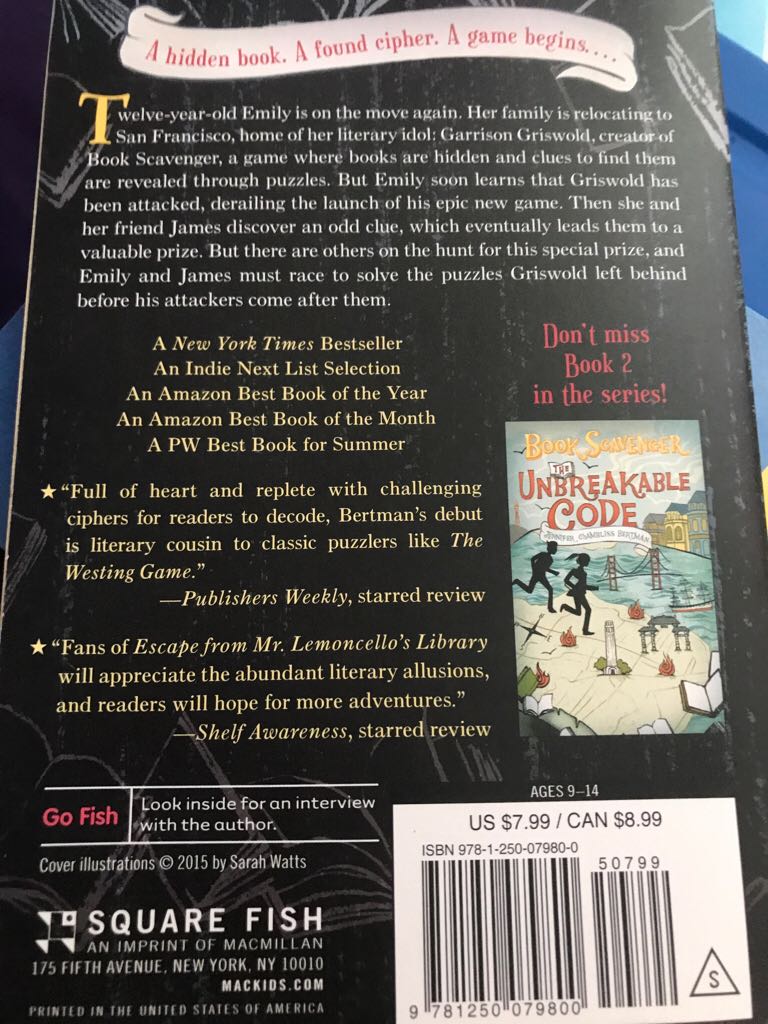 A hidden book. A found cipher. A game begins....
Twelve-year-old Emily is on the move again. Her family is relocating to
San Francisco, home of her literary idol: Garrison Griswold, creator of
Book Scavenger, a game where books are hidden and clues to find them
are revealed through puzzles. But Emily soon learns that Griswold has
been attacked, derailing the launch of his epic new game. Then she and
her friend James discover an odd clue, which eventually leads them to a
valuable prize. But there are others on the hunt for this special prize, and
Emily and James must race to solve the puzzles Griswold left behind
before his attackers come after them.
A New York Times Bestseller
An Indie Next List Selection
An Amazon Best Book of the Year
An Amazon Best Book of the Month
A PW Best Book for Summer
★ “Full of heart and replete with challenging
ciphers for readers to decode, Bertman’s debut
is literary cousin to classic puzzlers like The
Westing Game.”
—Publishers Weekly, starred review
★ “Fans of Escape from Mr. Lemoncello’s Library
will appreciate the abundant literary allusions,
and readers will hope for more adventures.”
—Shelf Awareness, starred review
Don’t miss
Book 2
in the series!
BOOK SCAVENGER
THE
UNBREAKABLE
CODE
JENNIFER CHAMBLISS BERTMAN
Go Fish
Look inside for an interview
with the author.
Cover illustrations © 2015 by Sarah Watts
SQUARE FISH
AN IMPRINT OF MACMILLAN
175 FIFTH AVENUE, NEW YORK, NY 10010
MACKIDS.COM
PRINTED IN THE UNITED STATES OF AMERICA
AGES 9–14
US $7.99 / CAN $8.99
ISBN 978-1-250-07980-0
50799
9 781250 079800
S